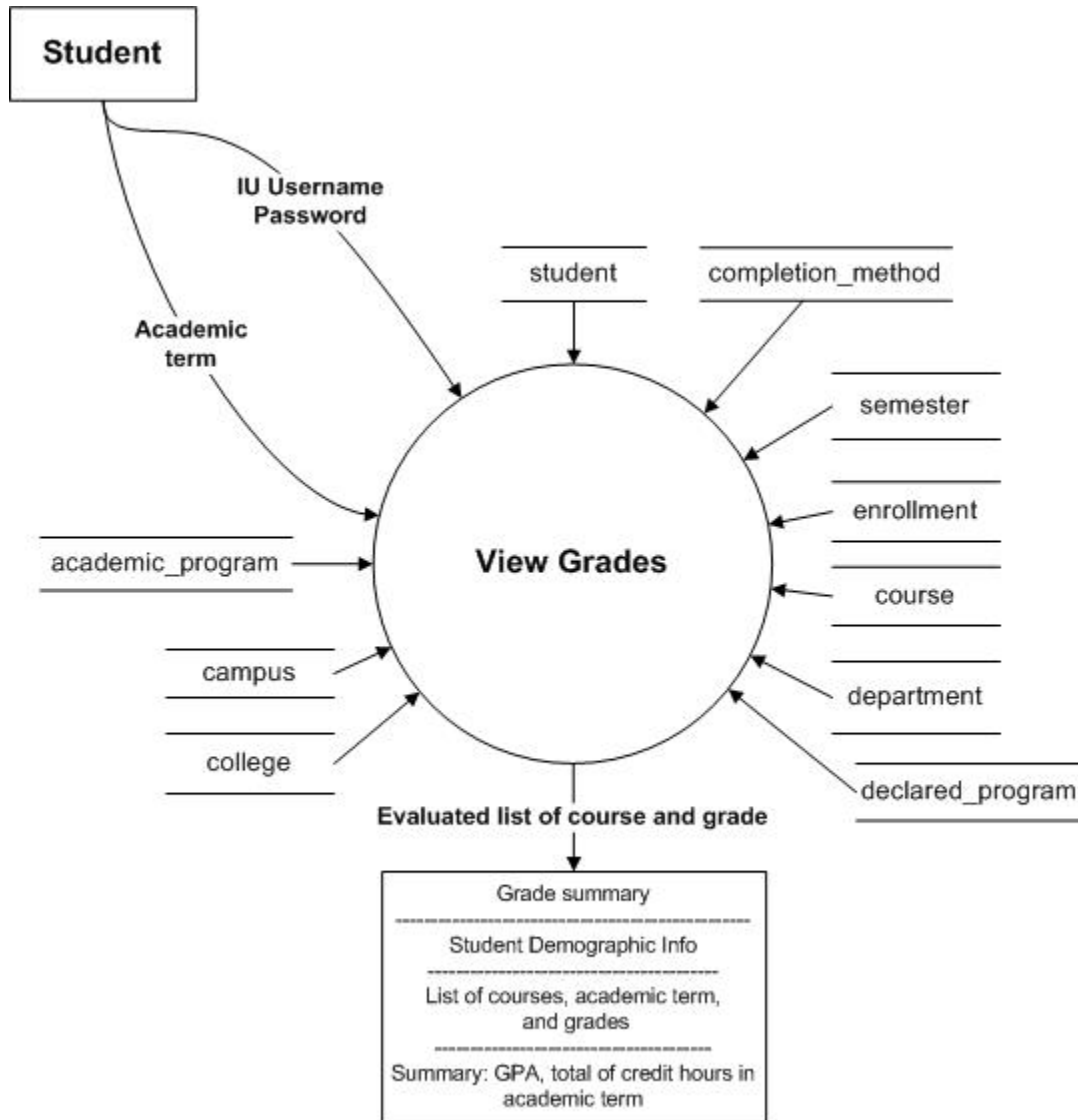 Student
IU Username
Password
student
completion_method
Academic
term
semester
enrollment
View Grades
academic_program
course
campus
department
college
declared_program
Evaluated list of course and grade
Grade summary
Student Demographic Info
List of courses, academic term,
and grades
Summary: GPA, total of credit hours in
academic term